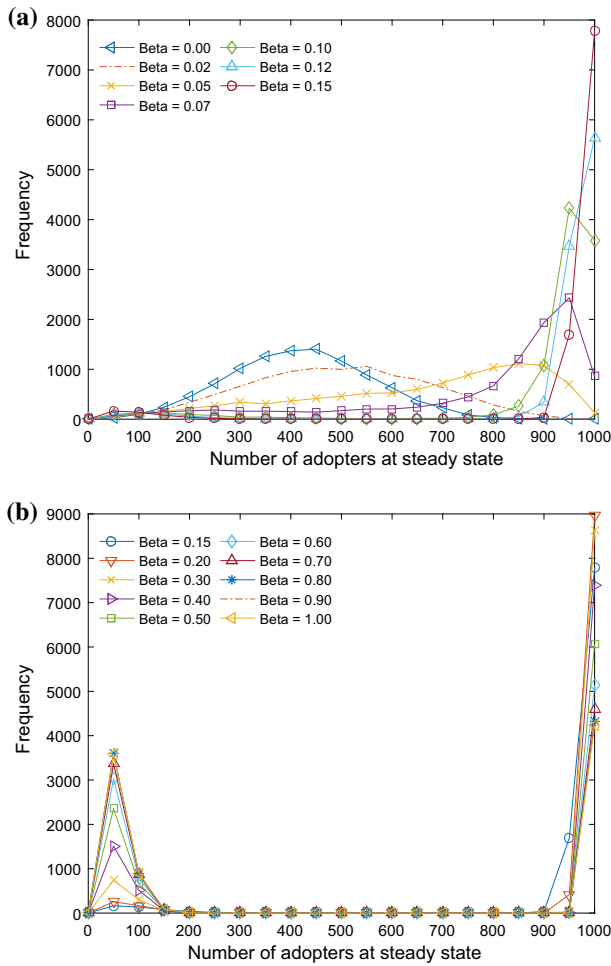 (a)
8000
7000
6000
5000
4000
3000
2000
1000
0
Frequency
Beta = 0.00
Beta = 0.02
Beta = 0.05
Beta = 0.07
Beta = 0.10
Beta = 0.12
Beta = 0.15
0 100 200 300 400 500 600 700 800 900 1000
Number of adopters at steady state
(b)
9000
8000
7000
6000
5000
4000
3000
2000
1000
0
Frequency
Beta = 0.15
Beta = 0.20
Beta = 0.30
Beta = 0.40
Beta = 0.50
Beta = 0.60
Beta = 0.70
Beta = 0.80
Beta = 0.90
Beta = 1.00
0 100 200 300 400 500 600 700 800 900 1000
Number of adopters at steady state